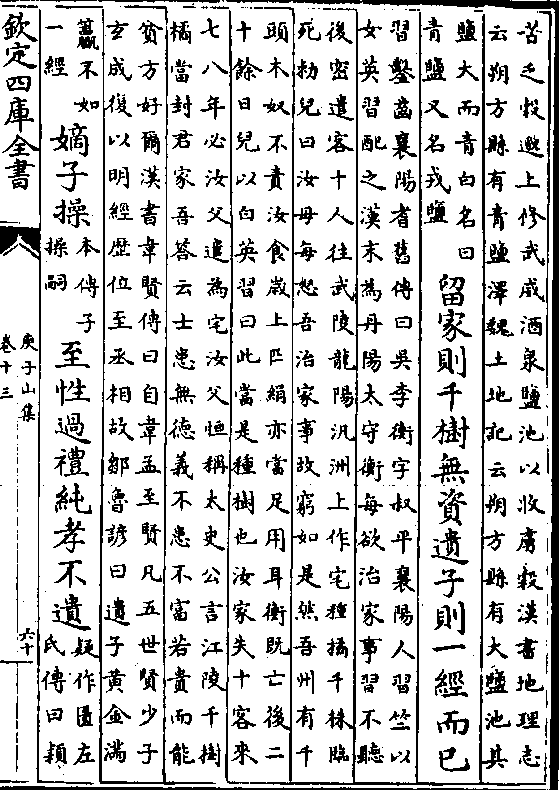 苦乏穀遬上修武威酒泉鹽池以收虜穀漢書地理志
云朔方縣有青鹽澤魏土地記云朔方縣有大鹽池其
鹽大而青白名曰
青鹽又名戎鹽
留家則千樹無資遺子則一經而已
習鑿齒襄陽耆舊傳曰吳李衡字叔平襄陽人習竺以
女英習配之漢末為丹陽太守衡每欲治家事習不聽
後密遣客十人往武陵龍陽汎洲上作宅種橘千株臨
死勅兒曰汝母每怒吾治家事故窮如是然吾州有千
頭木奴不責汝食歲上匹絹亦當足用耳衡既亡後二
十餘日兒以白英習曰此當是種樹也汝家失十客來
七八年必汝父遣為宅汝父恒稱太史公言江陵千樹
橘當封君家吾答云士患無德義不患不富若貴而能
貧方好爾漢書韋賢傳曰自韋孟至賢凡五世賢少子
玄成復以明經歴位至丞相故鄒魯諺曰遺子黃金滿
籯不如
一經
嫡子操
本傳子
操嗣
至性過禮純孝不遺
疑作匱左
氏傳曰頴
欽定四庫全書
庾子山集
卷十三
六十